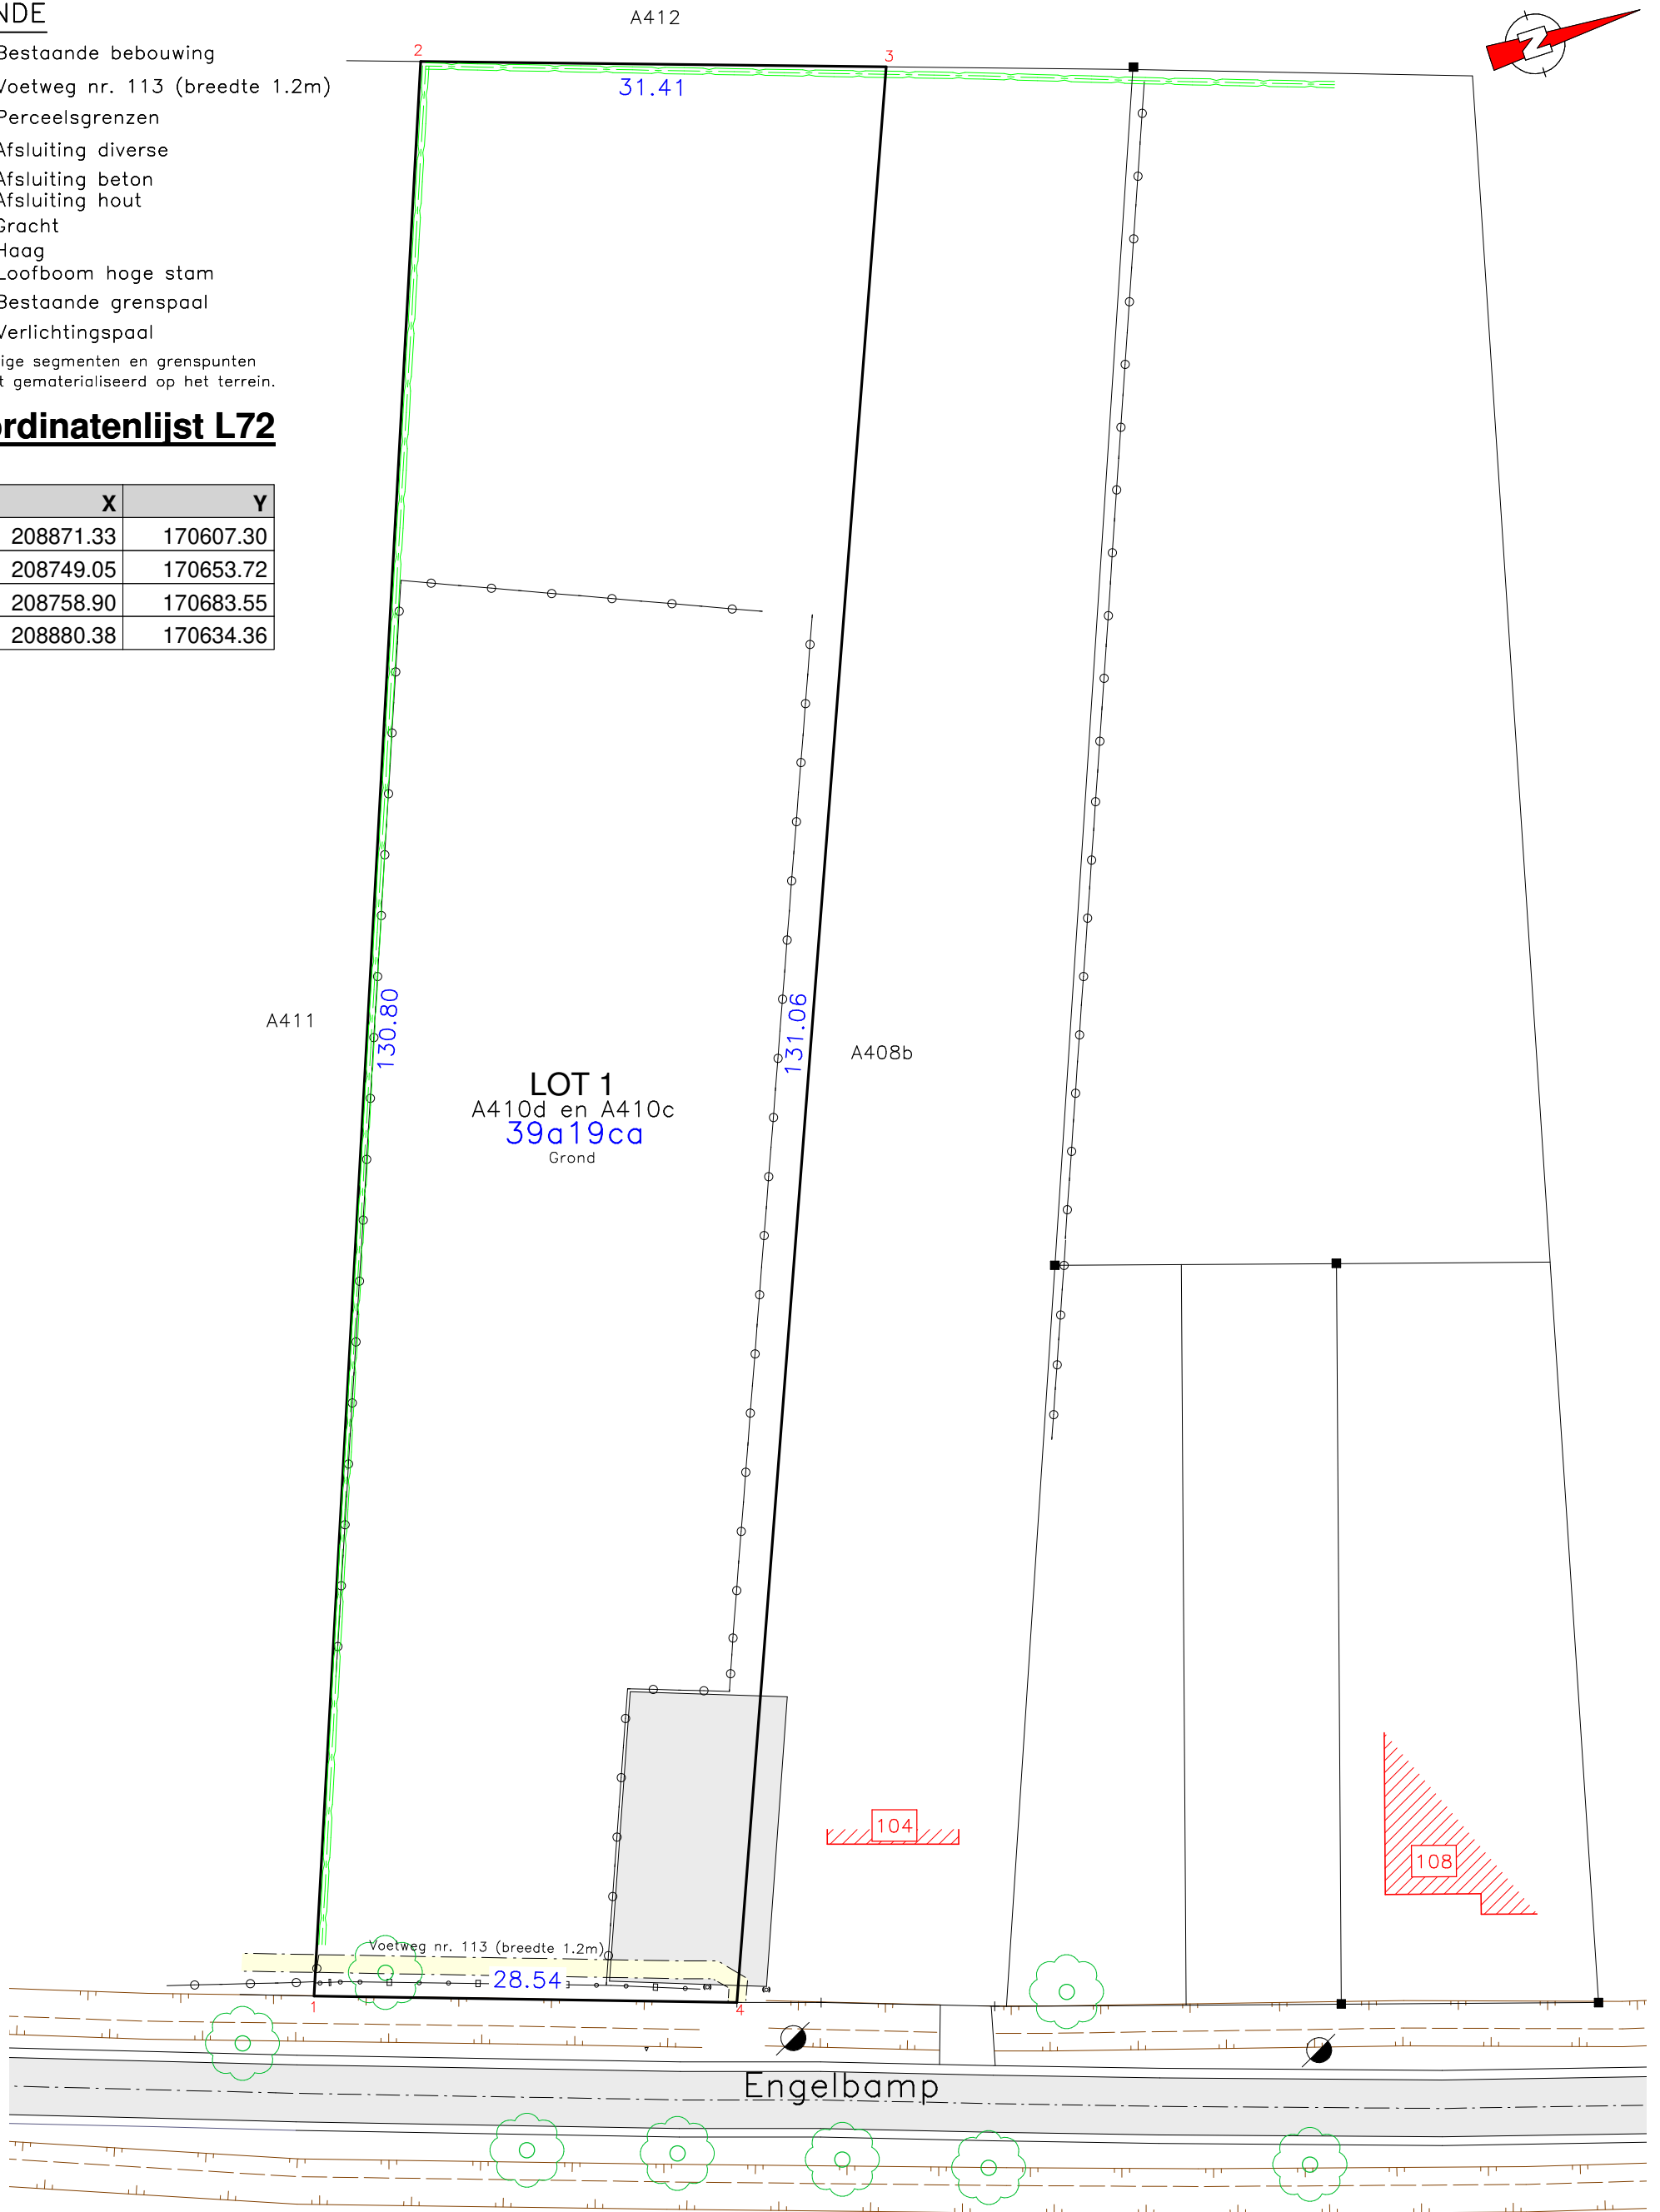 NDE
Bestaande bebouwing
Voetweg nr. 113 (breedte 1.2m)
Perceelsgrenzen
Afsluiting diverse
Afsluiting beton
Afsluiting hout
Gracht
Haag
Loofboom hoge stam
Bestaande grenspaal
Verlichtingspaal
ige segmenten en grenspunten
t gematerialiseerd op het terrein.
ordinatenlijst L72
X Y
208871.33 170607.30
208749.05 170653.72
208758.90 170683.55
208880.38 170634.36
A412
N
2
3
31.41
A411
130.80
131.06
A408b
LOT 1
A410d en A410c
39a19ca
Grond
104
108
Voetweg nr. 113 (breedte 1.2m)
28.54
1
4
Engelbamp